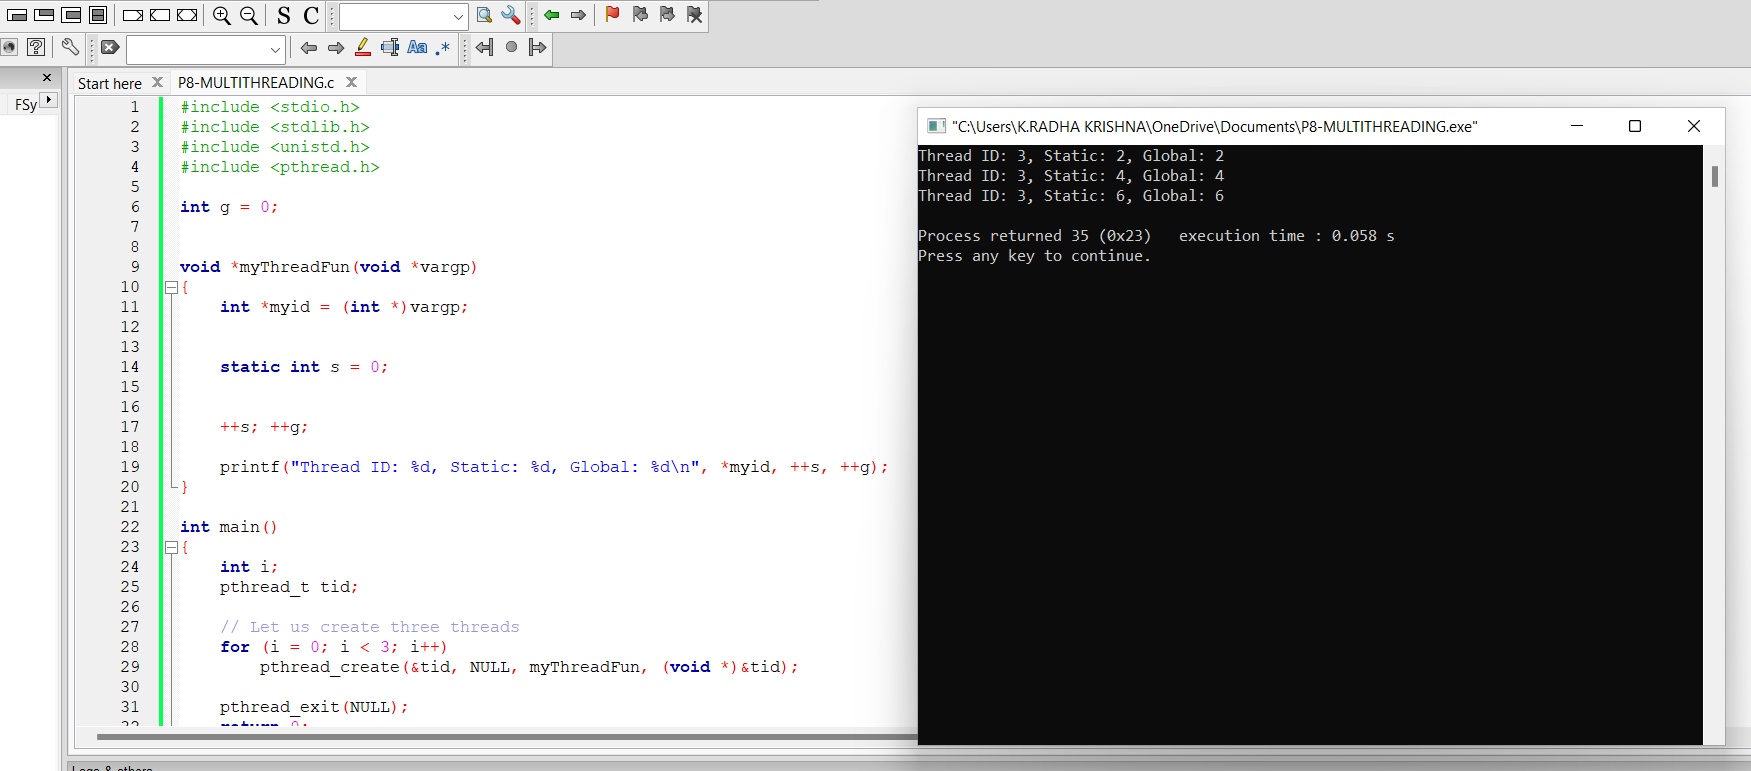 S C
Aa .*
Start here
P8-MULTITHREADING.c
FSy
1 #include <stdio.h>
2 #include <stdlib.h>
3 #include <unistd.h>
4 #include <pthread.h>
5
6 int g = 0;
7
8
9 void *myThreadFun(void *vargp)
10 {
11 int *myid = (int *)vargp;
12
13
14 static int s = 0;
15
16
17 ++s; ++g;
18
19 printf("Thread ID: %d, Static: %d, Global: %d\n", *myid, ++s, ++g);
20 }
21
22 int main()
23 {
24 int i;
25 pthread_t tid;
26
27 // Let us create three threads
28 for (i = 0; i < 3; i++)
29 pthread_create(&tid, NULL, myThreadFun, (void *)&tid);
30
31 pthread_exit(NULL);
32 return 0;
"C:\Users\K.RADHA KRISHNA\OneDrive\Documents\P8-MULTITHREADING.exe"
Thread ID: 3, Static: 2, Global: 2
Thread ID: 3, Static: 4, Global: 4
Thread ID: 3, Static: 6, Global: 6
Process returned 35 (0x23)   execution time : 0.058 s
Press any key to continue.
Logs & others